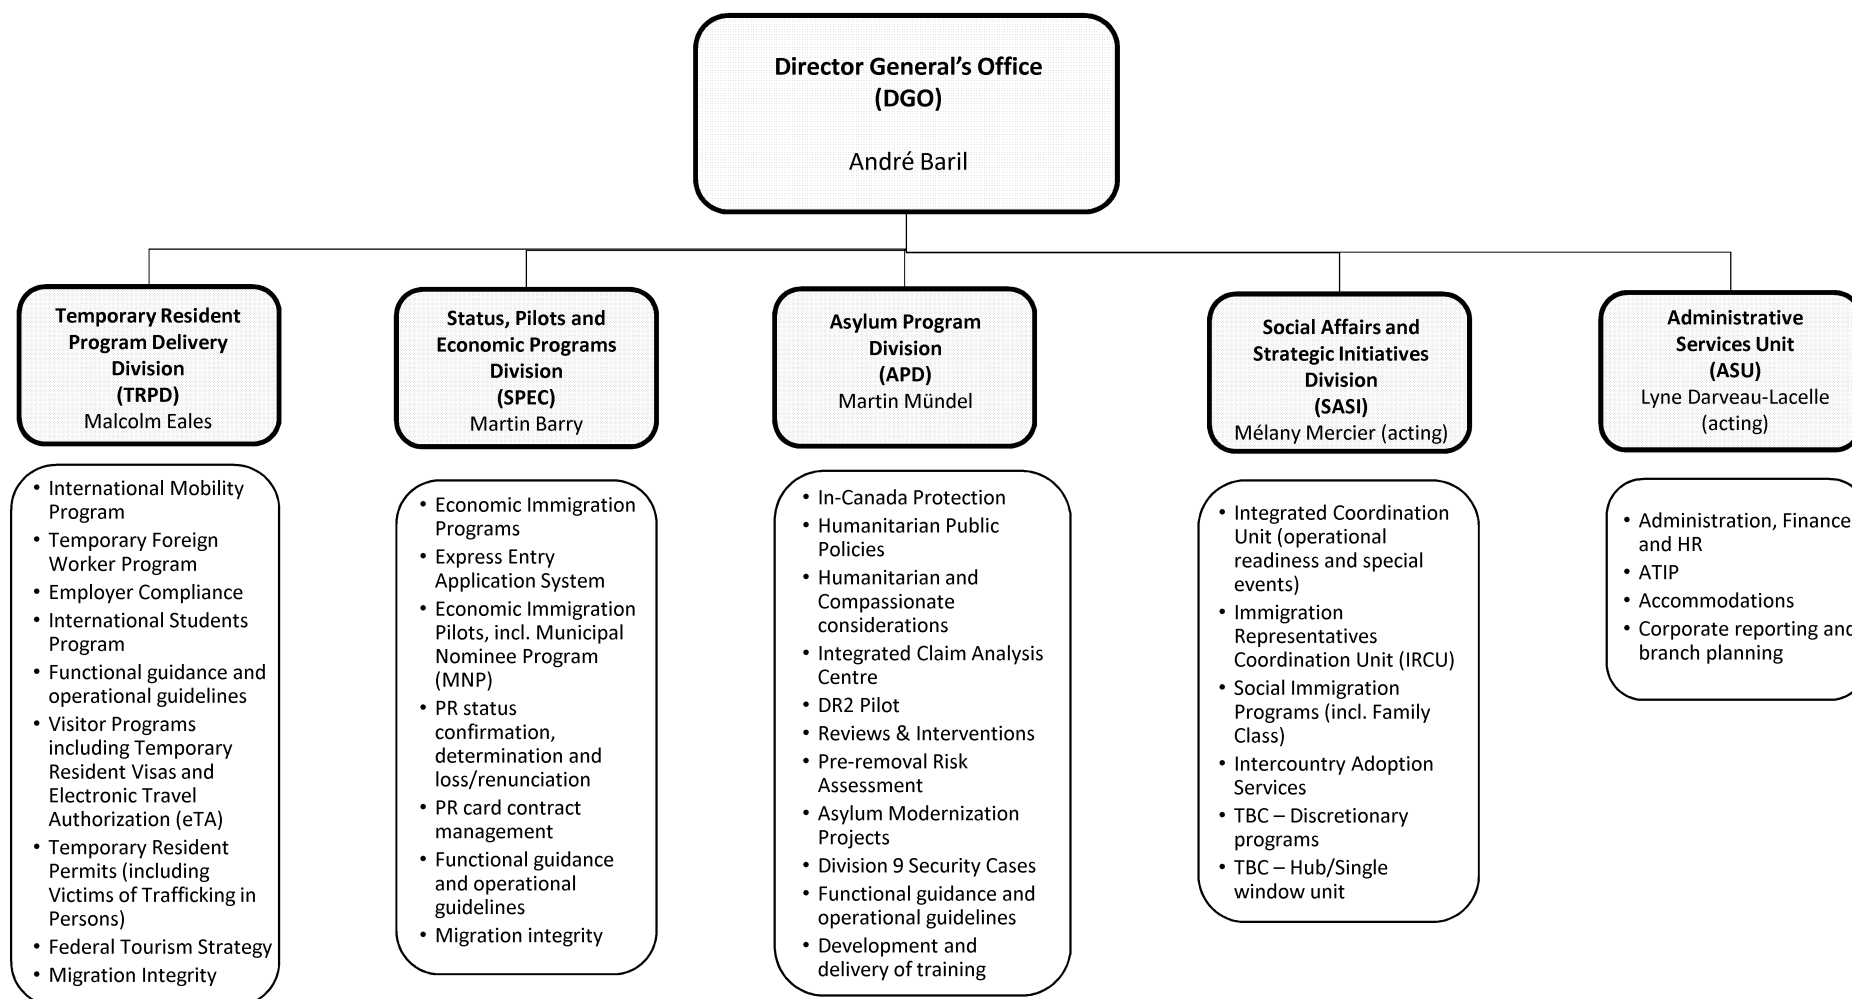 Director General’s Office
(DGO)
André Baril
Temporary Resident
Program Delivery
Division
(TRPD)
Malcolm Eales
Status, Pilots and
Economic Programs
Division
(SPEC)
Martin Barry
Asylum Program
Division
(APD)
Martin Mündel
Social Affairs and
Strategic Initiatives
Division
(SASI)
Mélany Mercier (acting)
Administrative
Services Unit
(ASU)
Lyne Darveau-Lacelle
(acting)
• International Mobility
Program
• Temporary Foreign
Worker Program
• Employer Compliance
• International Students
Program
• Functional guidance and
operational guidelines
• Visitor Programs
including Temporary
Resident Visas and
Electronic Travel
Authorization (eTA)
• Temporary Resident
Permits (including
Victims of Trafficking in
Persons)
• Federal Tourism Strategy
• Migration Integrity
• Economic Immigration
Programs
• Express Entry
Application System
• Economic Immigration
Pilots, incl. Municipal
Nominee Program
(MNP)
• PR status
confirmation,
determination and
loss/renunciation
• PR card contract
management
• Functional guidance
and operational
guidelines
• Migration integrity
• In-Canada Protection
• Humanitarian Public
Policies
• Humanitarian and
Compassionate
considerations
• Integrated Claim Analysis
Centre
• DR2 Pilot
• Reviews & Interventions
• Pre-removal Risk
Assessment
• Asylum Modernization
Projects
• Division 9 Security Cases
• Functional guidance and
operational guidelines
• Development and
delivery of training
• Integrated Coordination
Unit (operational
readiness and special
events)
• Immigration
Representatives
Coordination Unit (IRCU)
• Social Immigration
Programs (incl. Family
Class)
• Intercountry Adoption
Services
• TBC – Discretionary
programs
• TBC – Hub/Single
window unit
• Administration, Finance
and HR
• ATIP
• Accommodations
• Corporate reporting and
branch planning